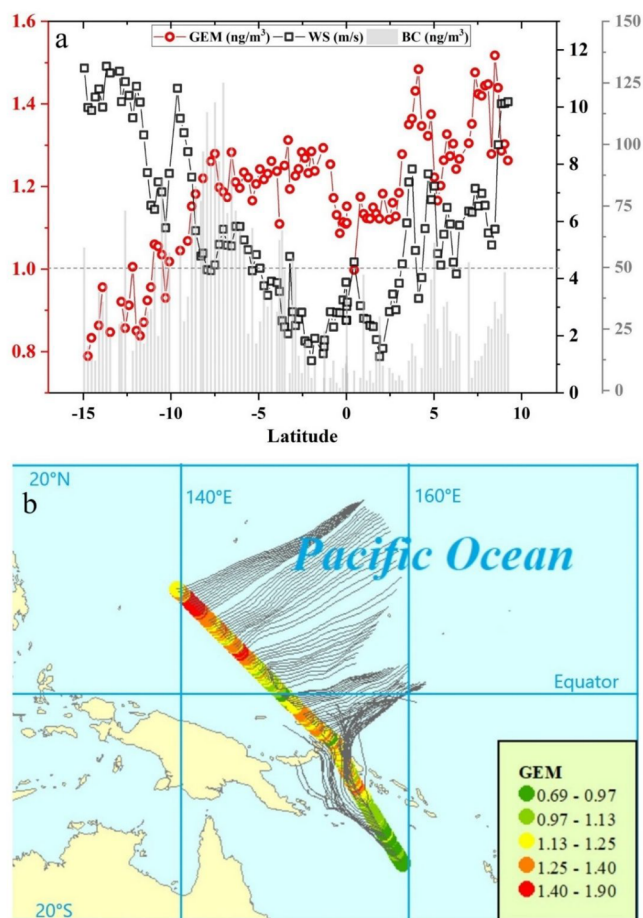 a
GEM (ng/m³) WS (m/s) BC (ng/m³)
1.6
1.4
1.2
1.0
0.8
12
10
8
6
4
2
0
150
125
100
75
50
25
0
-15 -10 -5 0 5 10
Latitude
b
20°N
140°E
160°E
Pacific Ocean
Equator
20°S
GEM
0.69 - 0.97
0.97 - 1.13
1.13 - 1.25
1.25 - 1.40
1.40 - 1.90